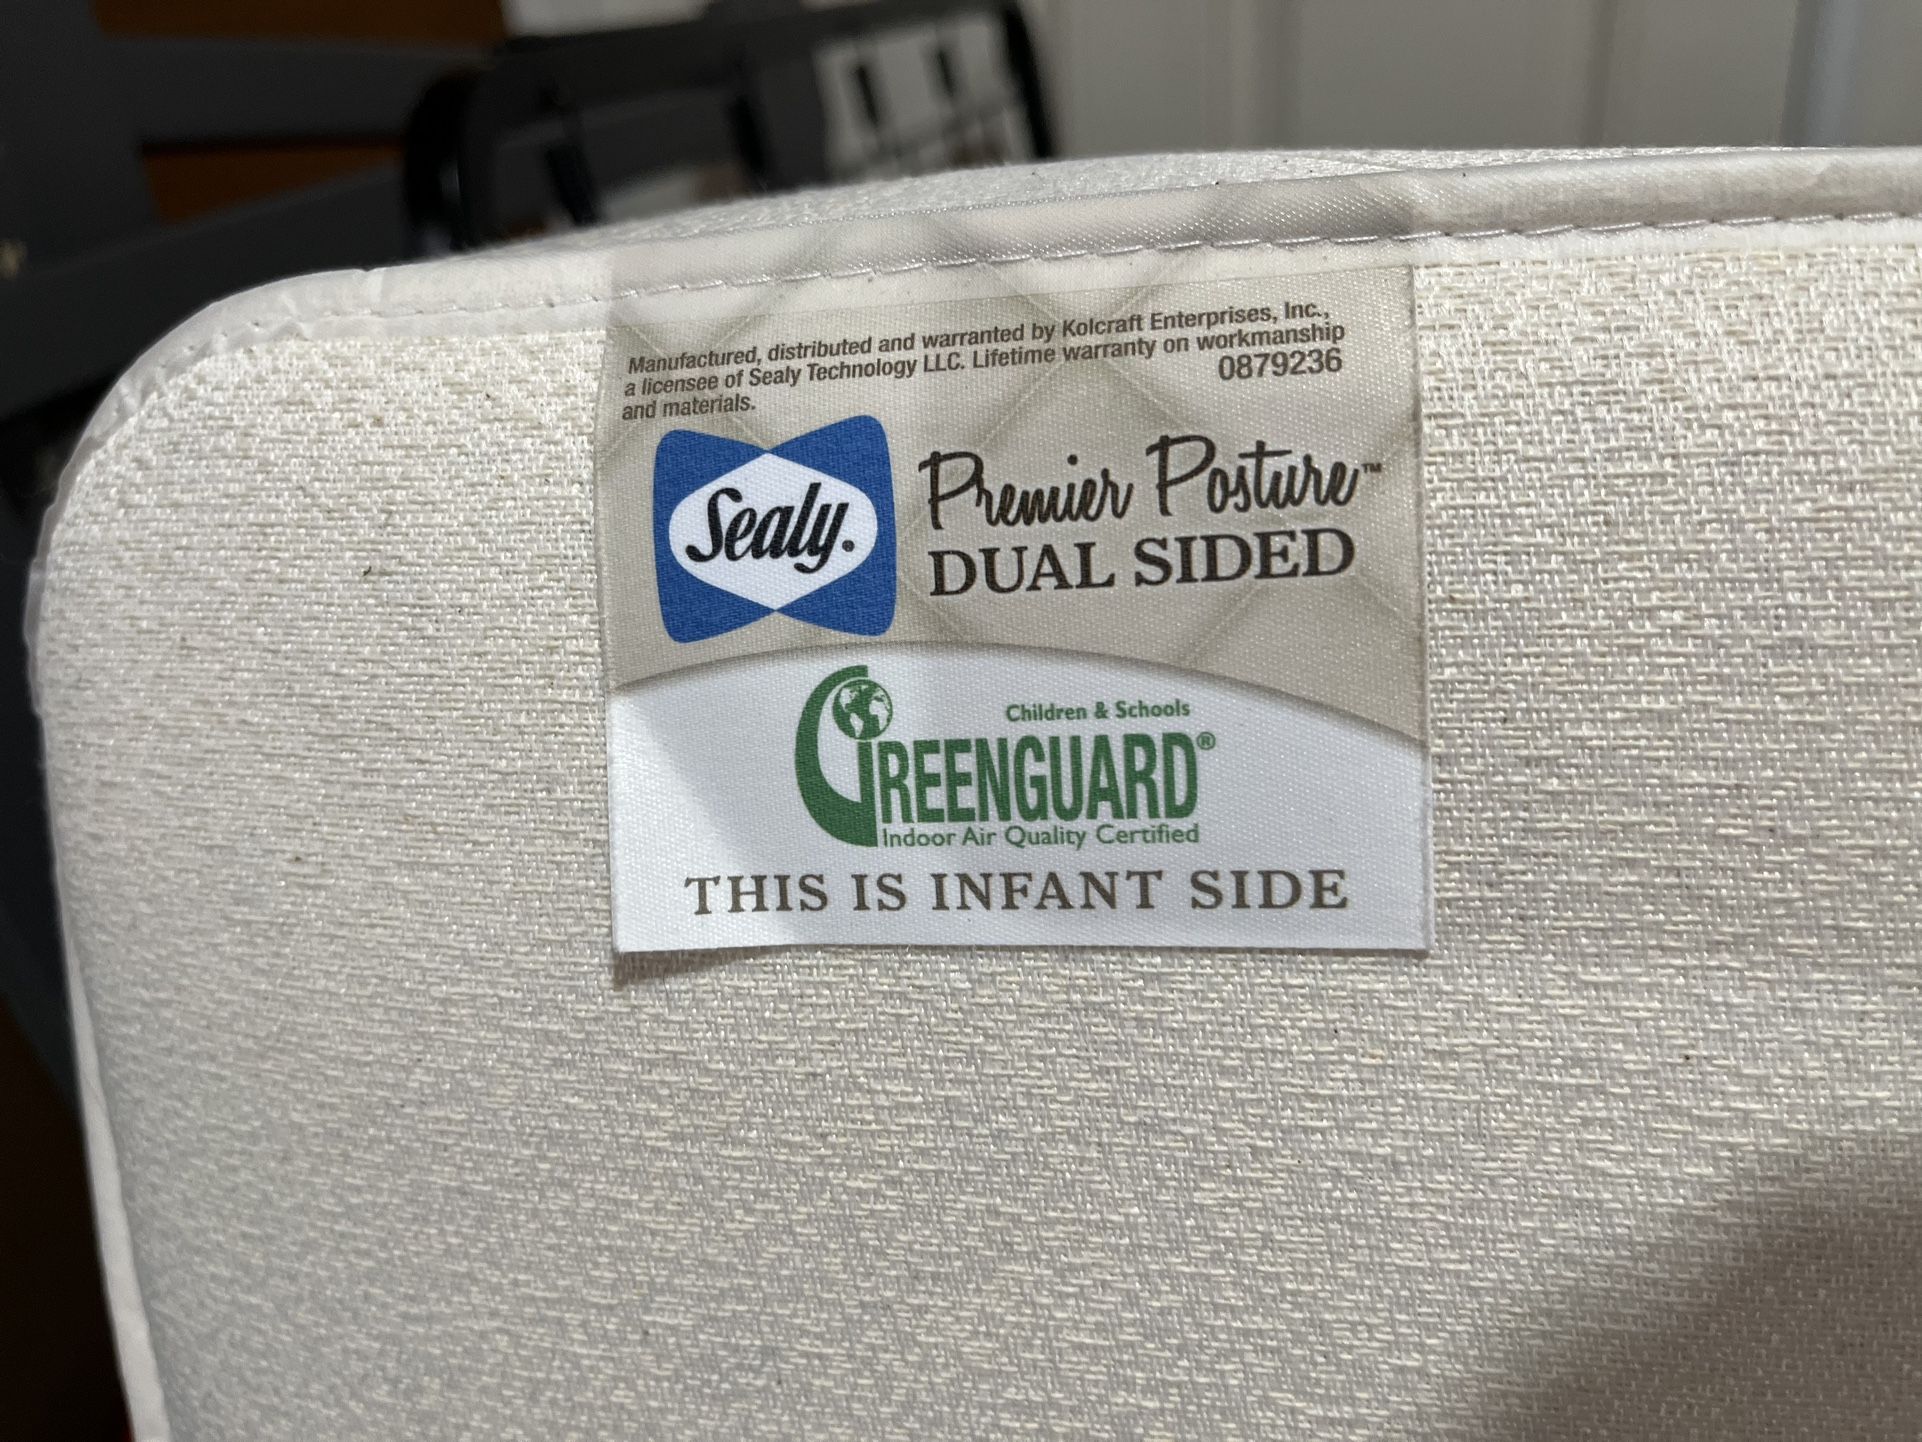 Manufactured, distributed and warranted by Kolcraft Enterprises, Inc.,
a licensee of Sealy Technology LLC. Lifetime warranty on workmanship
and materials.
0879236
Sealy.
Premier Posture™
DUAL SIDED
Children & Schools
GREENGUARD®
Indoor Air Quality Certified
THIS IS INFANT SIDE